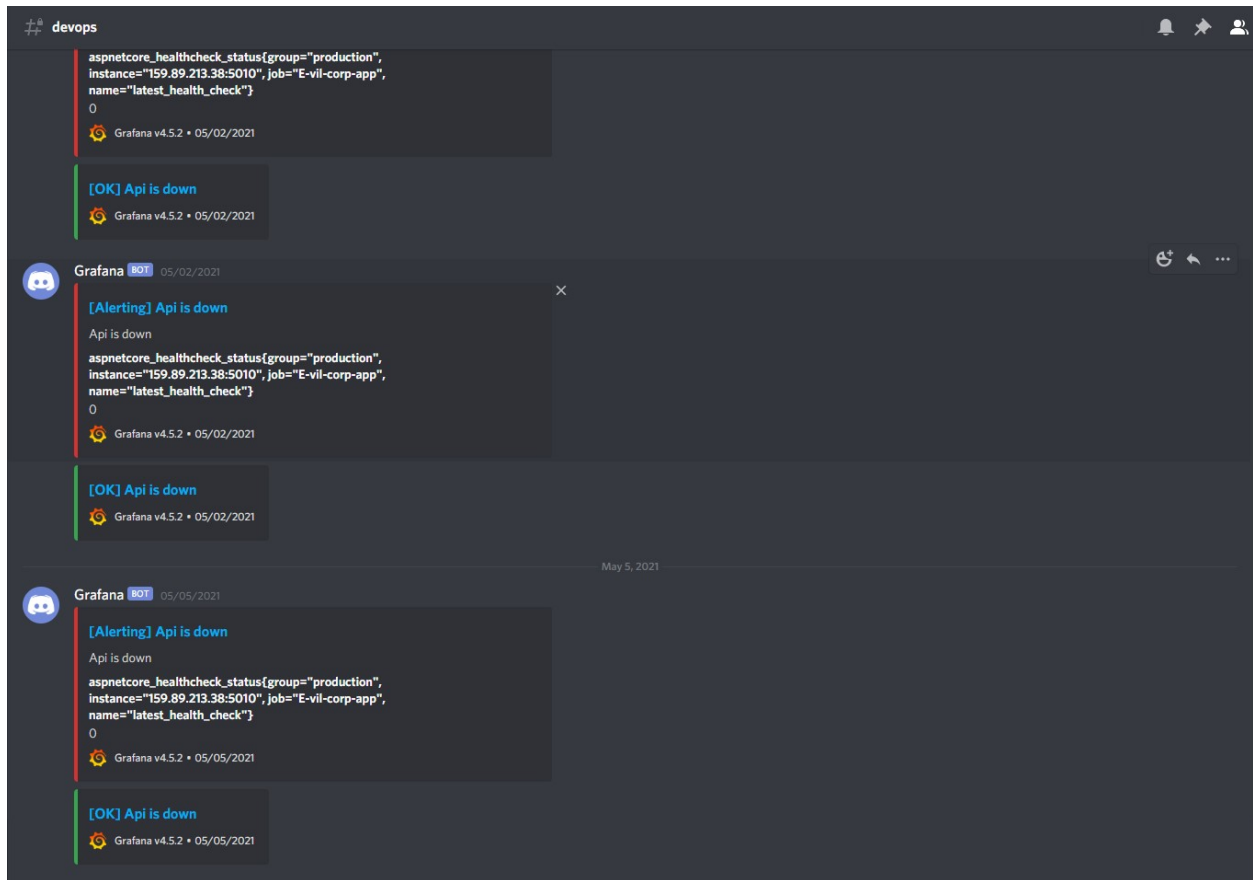 devops
aspnetcore_healthcheck_status{group="production",
instance="159.89.213.38:5010", job="E-vil-corp-app",
name="latest_health_check"}
0
Grafana v4.5.2 • 05/02/2021
[OK] Api is down
Grafana v4.5.2 • 05/02/2021
Grafana BOT 05/02/2021
[Alerting] Api is down
Api is down
aspnetcore_healthcheck_status{group="production",
instance="159.89.213.38:5010", job="E-vil-corp-app",
name="latest_health_check"}
0
Grafana v4.5.2 • 05/02/2021
[OK] Api is down
Grafana v4.5.2 • 05/02/2021
May 5, 2021
Grafana BOT 05/05/2021
[Alerting] Api is down
Api is down
aspnetcore_healthcheck_status{group="production",
instance="159.89.213.38:5010", job="E-vil-corp-app",
name="latest_health_check"}
0
Grafana v4.5.2 • 05/05/2021
[OK] Api is down
Grafana v4.5.2 • 05/05/2021